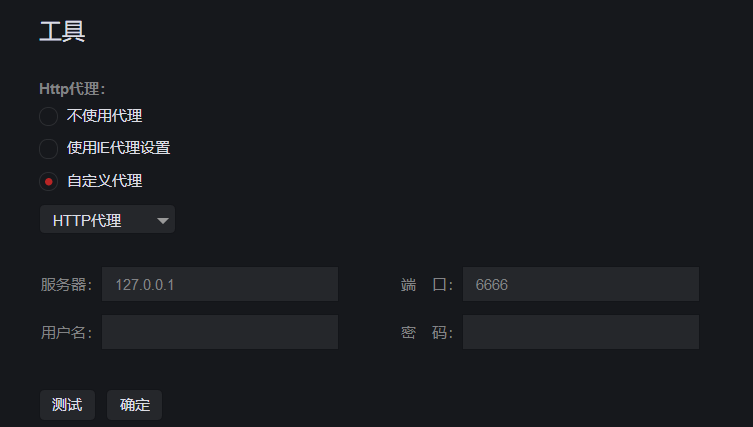 工具
Http代理：
不使用代理
使用IE代理设置
自定义代理
HTTP代理
服务器： 127.0.0.1 端 口： 6666
用户名： 密 码：
测试 确定